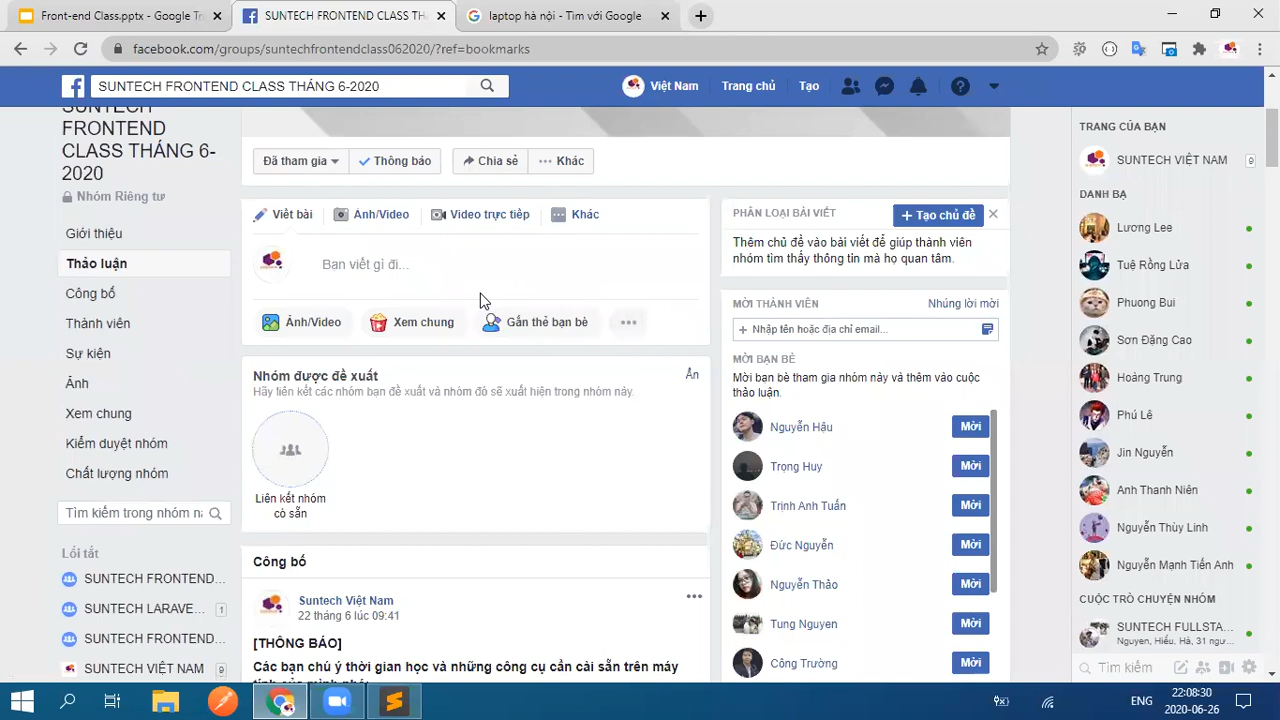 Front-end Class.pptx - Google Tr
SUNTECH FRONTEND CLASS TH
laptop hà nội - Tìm với Google
facebook.com/groups/suntechfrontendclass062020/?ref=bookmarks
SUNTECH FRONTEND CLASS THÁNG 6-2020
Việt Nam
Trang chủ
Tạo
SUNTECH
FRONTEND
CLASS THÁNG 6-
2020
Nhóm Riêng tư
Giới thiệu
Thảo luận
Công bố
Thành viên
Sự kiện
Ảnh
Xem chung
Kiểm duyệt nhóm
Chất lượng nhóm
Tìm kiếm trong nhóm nà
Lối tắt
SUNTECH FRONTEND...
SUNTECH LARAVE... 1
SUNTECH FRONTEND...
SUNTECH VIỆT NAM 9
Đã tham gia
Thông báo
Chia sẻ
Khác
Viết bài
Ảnh/Video
Video trực tiếp
Khác
Bạn viết gì đi...
Ảnh/Video
Xem chung
Gắn thẻ bạn bè
Nhóm được đề xuất
Ẩn
Hãy liên kết các nhóm bạn đề xuất và nhóm đó sẽ xuất hiện trong nhóm này.
Liên kết nhóm
có sẵn
Công bố
Suntech Việt Nam
22 tháng 6 lúc 09:41
[THÔNG BÁO]
Các bạn chú ý thời gian học và những công cụ cần cài sẵn trên máy
PHÂN LOẠI BÀI VIẾT
+ Tạo chủ đề
Thêm chủ đề vào bài viết để giúp thành viên
nhóm tìm thấy thông tin mà họ quan tâm.
MỜI THÀNH VIÊN
Nhúng lời mời
+ Nhập tên hoặc địa chỉ email...
MỜI BẠN BÈ
Mời bạn bè tham gia nhóm này và thêm vào cuộc
thảo luận.
Nguyễn Hậu Mời
Trọng Huy Mời
Trịnh Anh Tuấn Mời
Đức Nguyễn Mời
Nguyễn Thảo Mời
Tung Nguyen Mời
Công Trường Mời
TRANG CỦA BẠN
SUNTECH VIỆT NAM 9
DANH BẠ
Lương Lee
Tuệ Rồng Lửa
Phuong Bui
Sơn Đặng Cao
Hoàng Trung
Phú Lê
Jin Nguyễn
Anh Thanh Niên
Nguyễn Thùy Linh
Nguyễn Mạnh Tiến Anh
CUỘC TRÒ CHUYỆN NHÓM
SUNTECH FULLSTA...
Nguyen, Hiếu, Hà, 31 ngư...
Tìm kiếm
ENG
22:08:30
2020-06-26